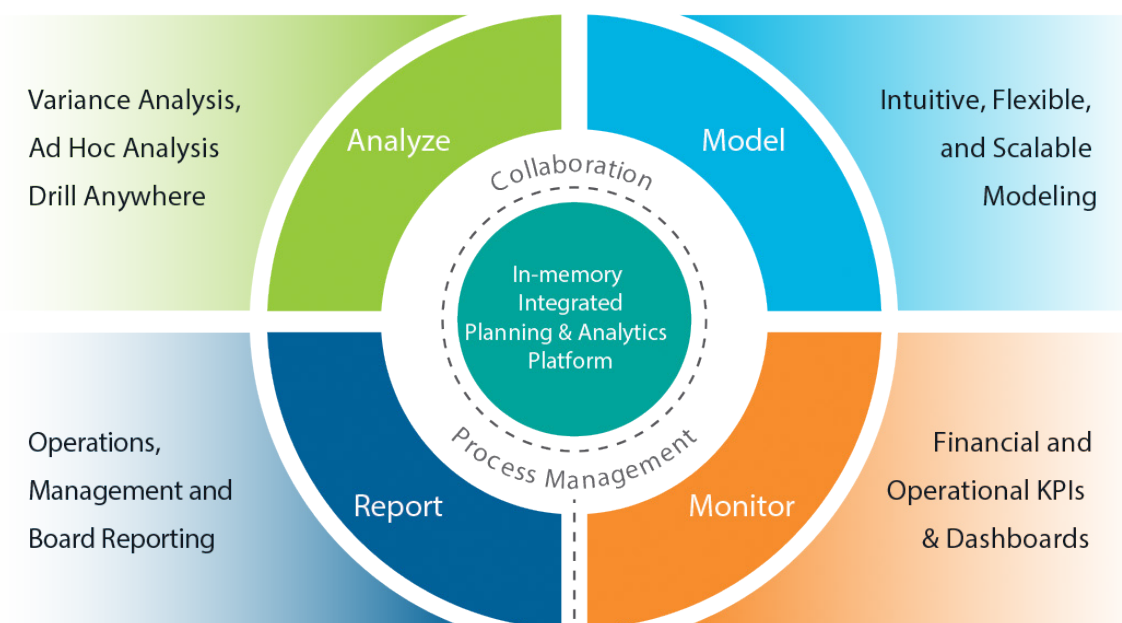 Variance Analysis,
Ad Hoc Analysis
Drill Anywhere
Analyze
Model
Intuitive, Flexible,
and Scalable
Modeling
Collaboration
In-memory
Integrated
Planning & Analytics
Platform
Process Management
Operations,
Management and
Board Reporting
Report
Monitor
Financial and
Operational KPIs
& Dashboards